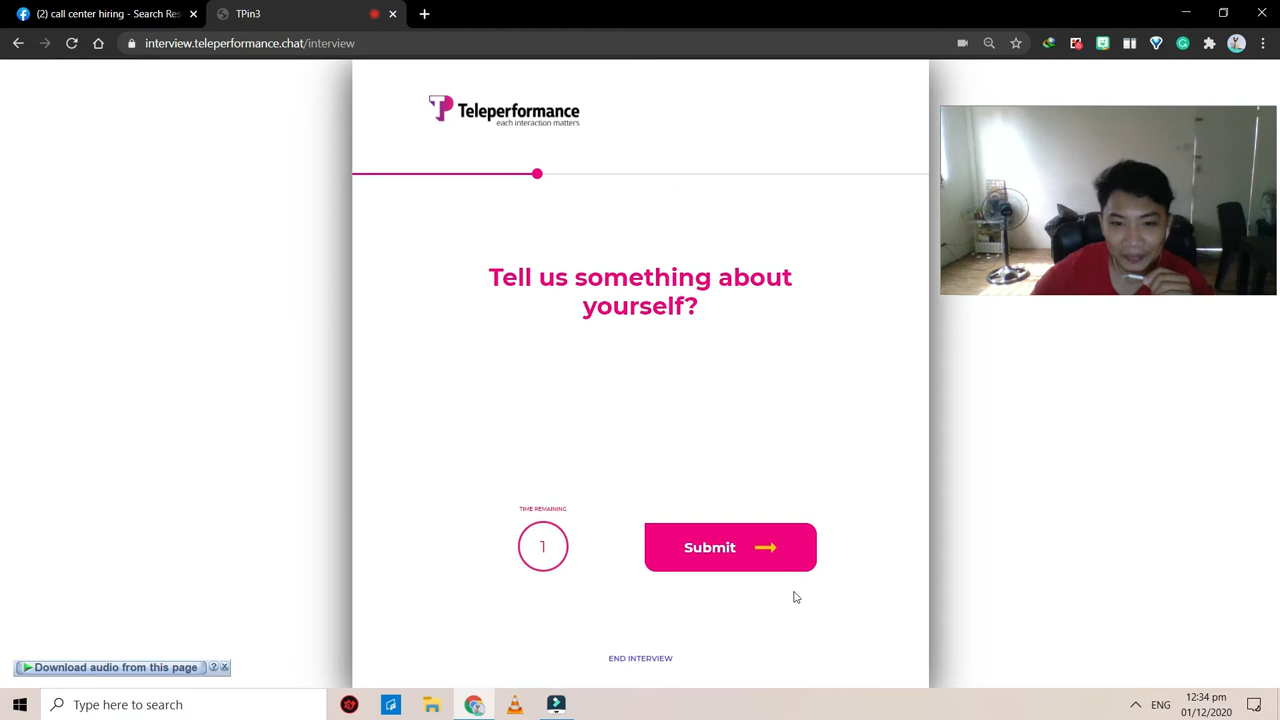 (2) call center hiring - Search Res
TPin3
interview.teleperformance.chat/interview
TP Teleperformance
each interaction matters
Tell us something about
yourself?
TIME REMAINING
1
Submit
END INTERVIEW
Download audio from this page
?
x
Type here to search
ENG
12:34 pm
01/12/2020